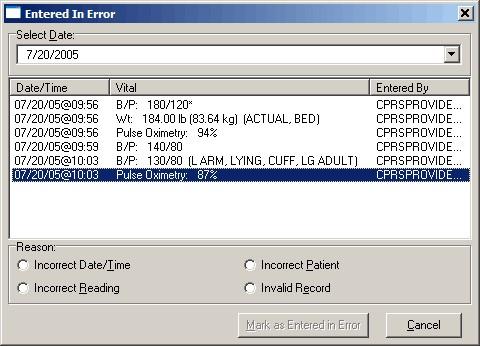 Entered In Error
Select Date:
7/20/2005
Date/Time Vital Entered By
07/20/05@09:56 B/P: 180/120* CPRSPROVIDE...
07/20/05@09:56 Wt: 184.00 lb (83.64 kg) (ACTUAL, BED) CPRSPROVIDE...
07/20/05@09:56 Pulse Oximetry: 94% CPRSPROVIDE...
07/20/05@09:59 B/P: 140/80 CPRSPROVIDE...
07/20/05@10:03 B/P: 130/80 (L ARM, LYING, CUFF, LG ADULT) CPRSPROVIDE...
07/20/05@10:03 Pulse Oximetry: 87% CPRSPROVIDE...
Reason:
Incorrect Date/Time Incorrect Patient
Incorrect Reading Invalid Record
Mark as Entered in Error Cancel